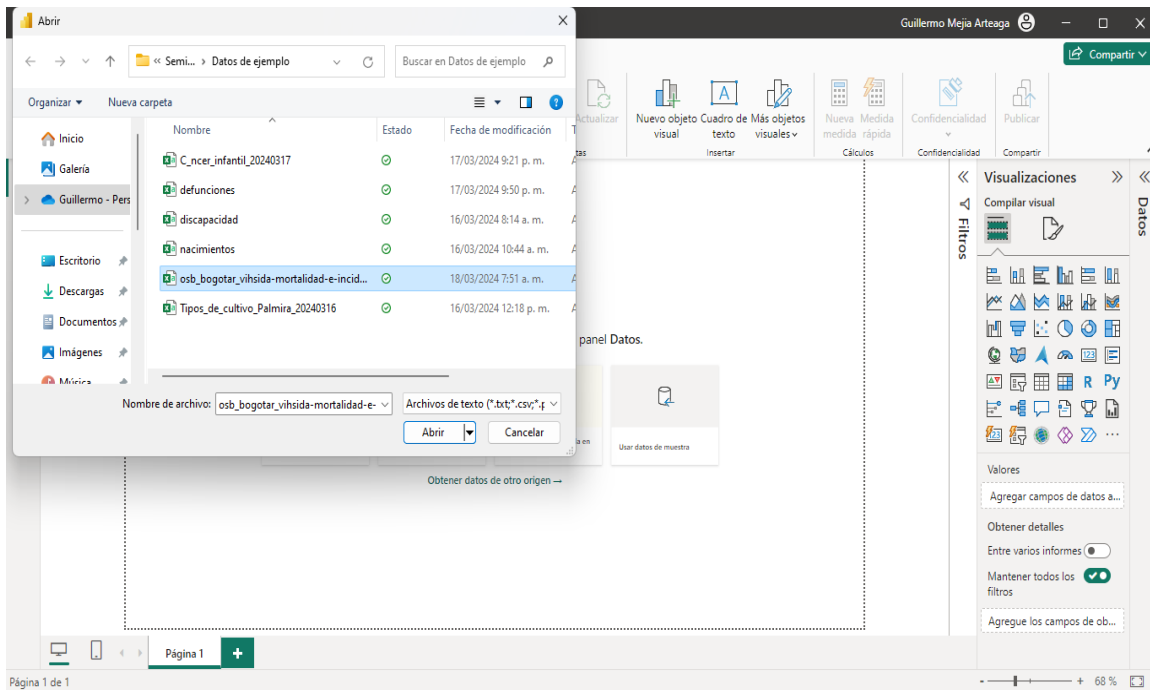 Abrir
Guillermo Mejia Arteaga
Compartir
« Semi... › Datos de ejemplo
Buscar en Datos de ejemplo
Organizar
Nueva carpeta
Inicio
Galería
Guillermo - Pers
Escritorio
Descargas
Documentos
Imágenes
Música
Nombre Estado Fecha de modificación T
C_ncer_infantil_20240317 17/03/2024 9:21 p. m. A
defunciones 17/03/2024 9:50 p. m. A
discapacidad 16/03/2024 8:14 a. m. A
nacimientos 16/03/2024 10:44 a. m. A
osb_bogotar_vihsida-mortalidad-e-incid... 18/03/2024 7:51 a. m. A
Tipos_de_cultivo_Palmira_20240316 16/03/2024 12:18 p. m. A
Nombre de archivo: osb_bogotar_vihsida-mortalidad-e- Archivos de texto (*.txt;*.csv;*.p
Abrir Cancelar
Actualizar
Nuevo objeto visual
Cuadro de texto
Más objetos visuales
Nueva medida
Medida rápida
Confidencialidad
Publicar
tas
Insertar
Cálculos
Confidencialidad
Compartir
panel Datos.
a en
Usar datos de muestra
Obtener datos de otro origen →
Filtros
Visualizaciones
Compilar visual
123
R
Py
123
Valores
Agregar campos de datos a...
Obtener detalles
Entre varios informes
Mantener todos los
filtros
Agregue los campos de ob...
Datos
Página 1
+
Página 1 de 1
- + 68 %